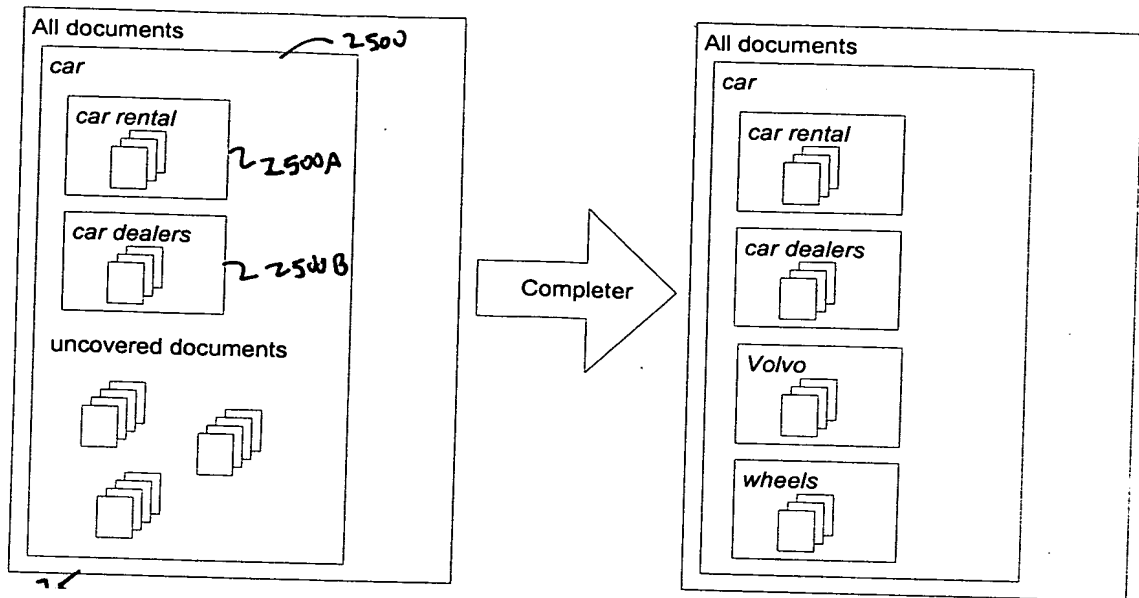 All documents
2500
car
car rental
2500A
car dealers
2500B
uncovered documents
Completer
All documents
car
car rental
car dealers
Volvo
wheels